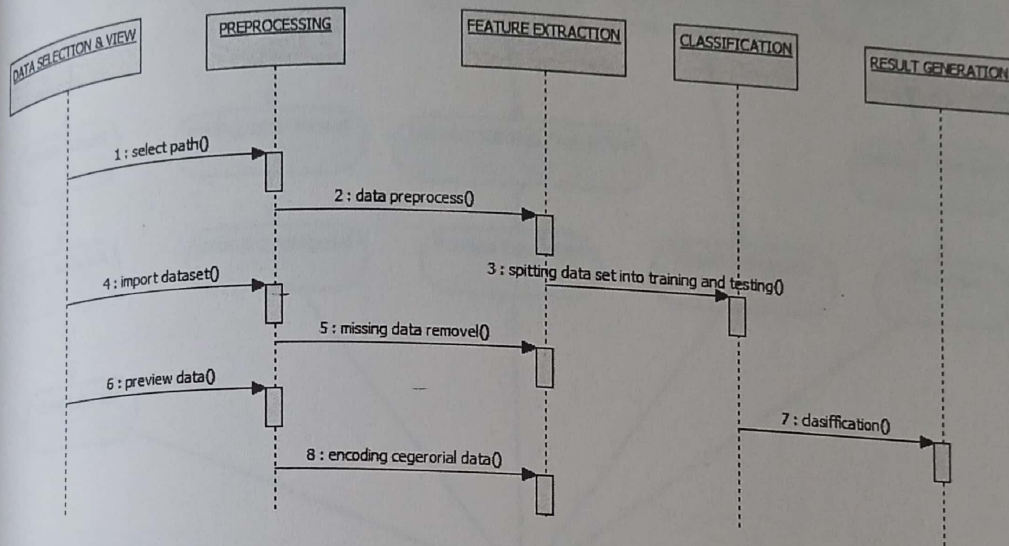 DATA SELECTION & VIEW
PREPROCESSING
FEATURE EXTRACTION
CLASSIFICATION
RESULT GENERATION
1 : select path()
2 : data preprocess()
3 : spitting data set into training and testing()
4 : import dataset()
5 : missing data removel()
6 : preview data()
7 : clasiffication()
8 : encoding cegerorial data()